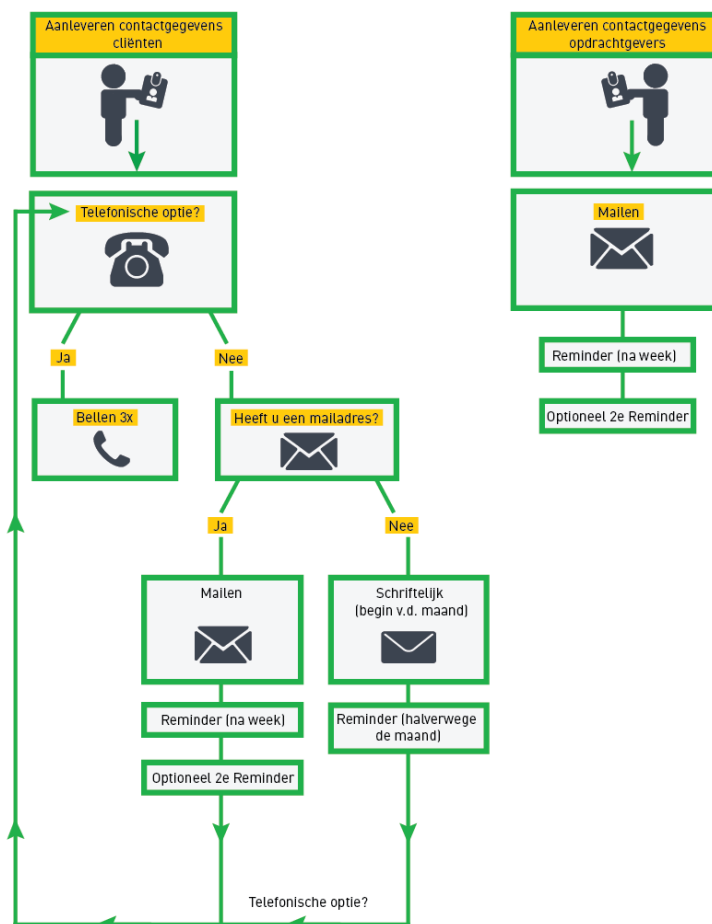 Aanleveren contactgegevens
cliënten
Aanleveren contactgegevens
opdrachtgevers
Telefonische optie?
Mailen
Ja
Nee
Reminder (na week)
Bellen 3x
Heeft u een mailadres?
Optioneel 2e Reminder
Ja
Nee
Mailen
Schriftelijk
(begin v.d. maand)
Reminder (na week)
Reminder (halverwege
de maand)
Optioneel 2e Reminder
Telefonische optie?